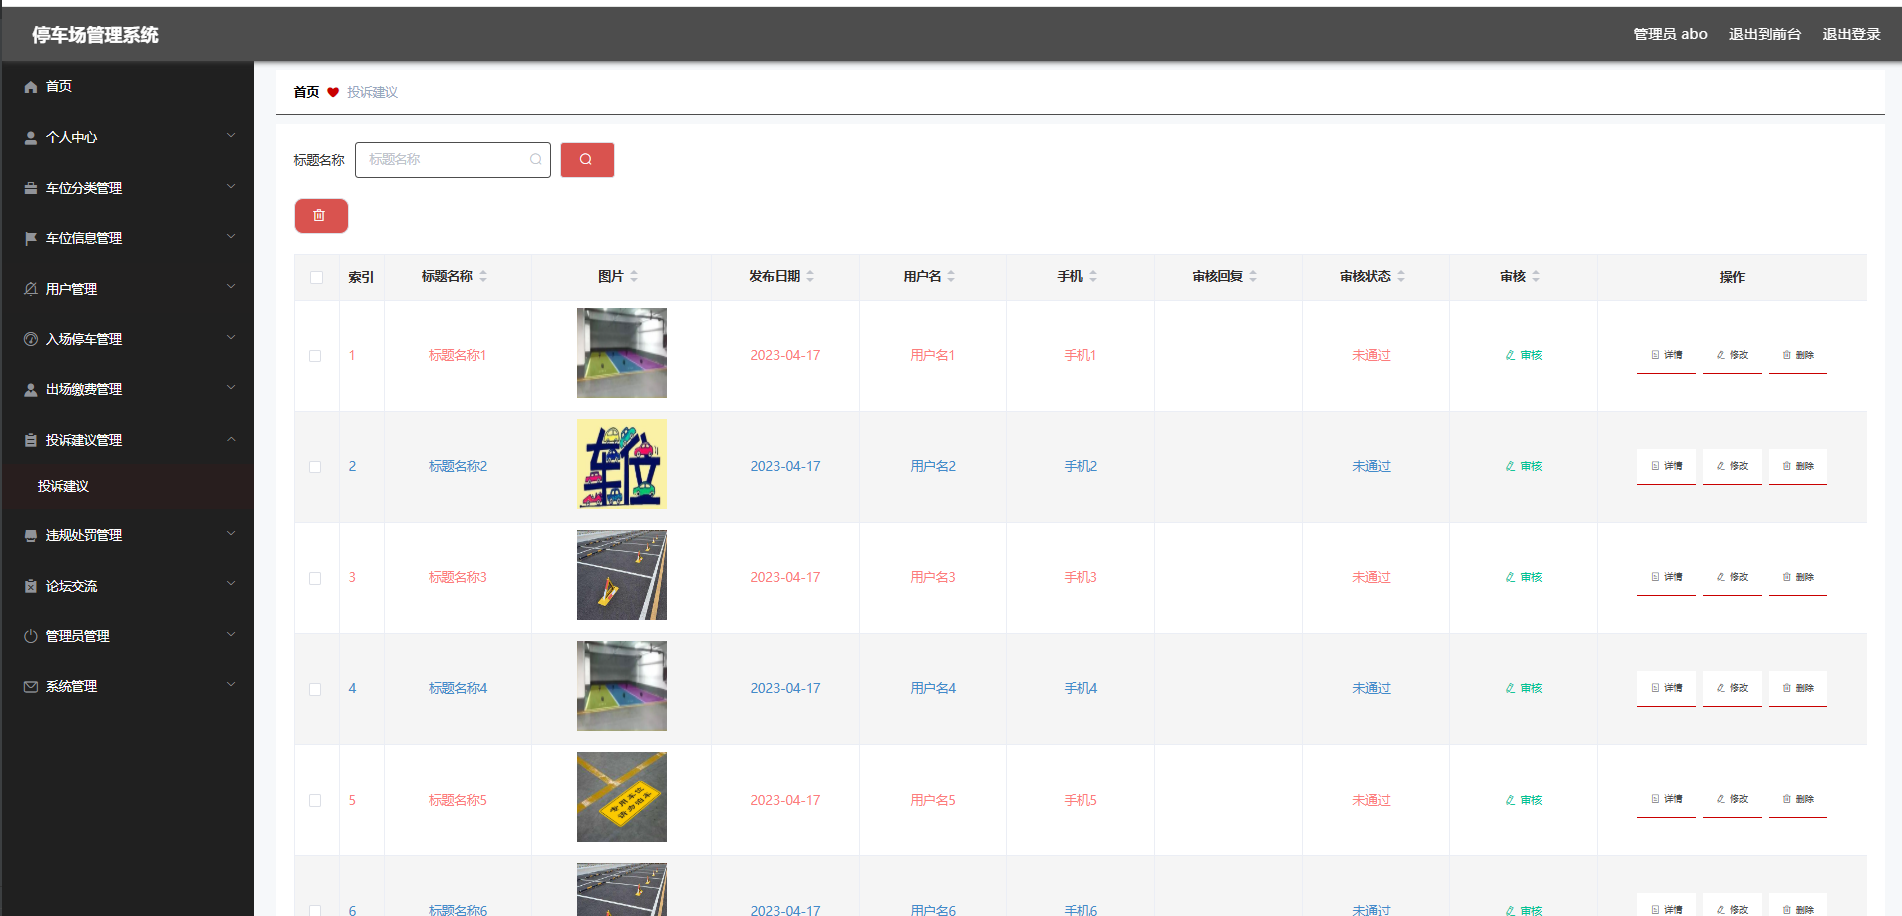 停车场管理系统
管理员 abo 退出到前台 退出登录
首页
个人中心
车位分类管理
车位信息管理
用户管理
入场停车管理
出场缴费管理
投诉建议管理
投诉建议
违规处罚管理
论坛交流
管理员管理
系统管理
首页 投诉建议
标题名称 标题名称
索引 标题名称 图片 发布日期 用户名 手机 审核回复 审核状态 审核 操作
1 标题名称1 2023-04-17 用户名1 手机1 未通过 审核 详情 修改 删除
车位
2 标题名称2 2023-04-17 用户名2 手机2 未通过 审核 详情 修改 删除
3 标题名称3 2023-04-17 用户名3 手机3 未通过 审核 详情 修改 删除
4 标题名称4 2023-04-17 用户名4 手机4 未通过 审核 详情 修改 删除
专用车位
请勿泊车
5 标题名称5 2023-04-17 用户名5 手机5 未通过 审核 详情 修改 删除
6 标题名称6 2023-04-17 用户名6 手机6 未通过 审核 详情 修改 删除